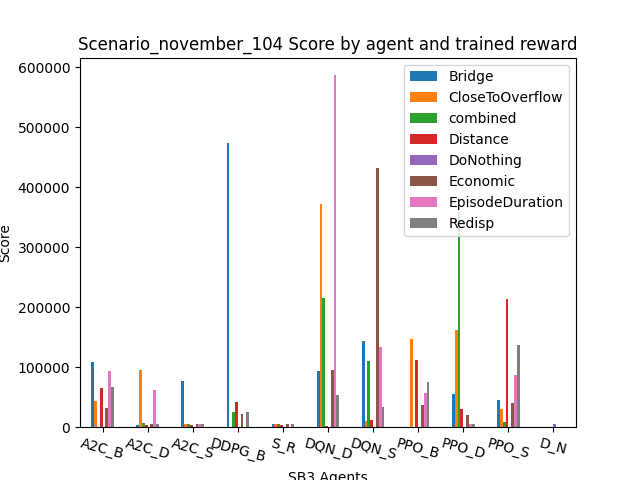 Scenario_november_104 Score by agent and trained reward
600000
500000
400000
300000
200000
100000
0
Score
Bridge
CloseToOverflow
combined
Distance
DoNothing
Economic
EpisodeDuration
Redisp
A2C_B
A2C_D
A2C_S
DDPG_B
S_R
DQN_D
DQN_S
PPO_B
PPO_D
PPO_S
D_N
SB3 Agents